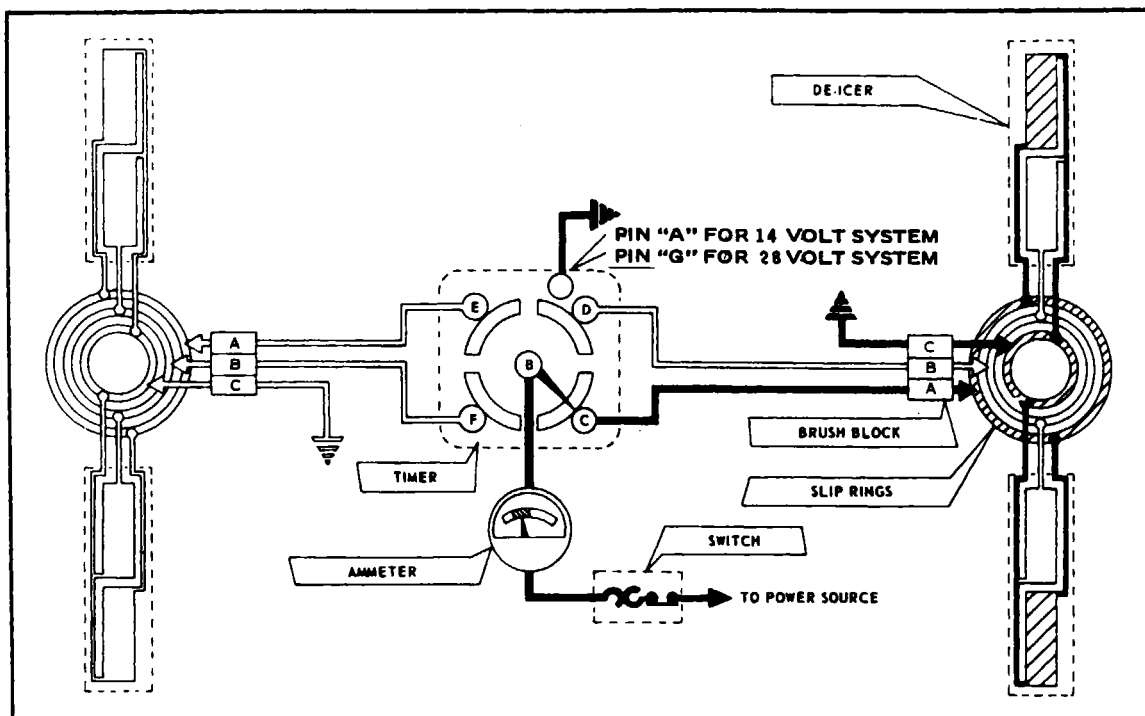 DE-ICER
PIN "A" FOR 14 VOLT SYSTEM
PIN "G" FOR 28 VOLT SYSTEM
E
D
A
B
C
B
C
B
A
F
C
BRUSH BLOCK
TIMER
SLIP RINGS
SWITCH
AMMETER
TO POWER SOURCE